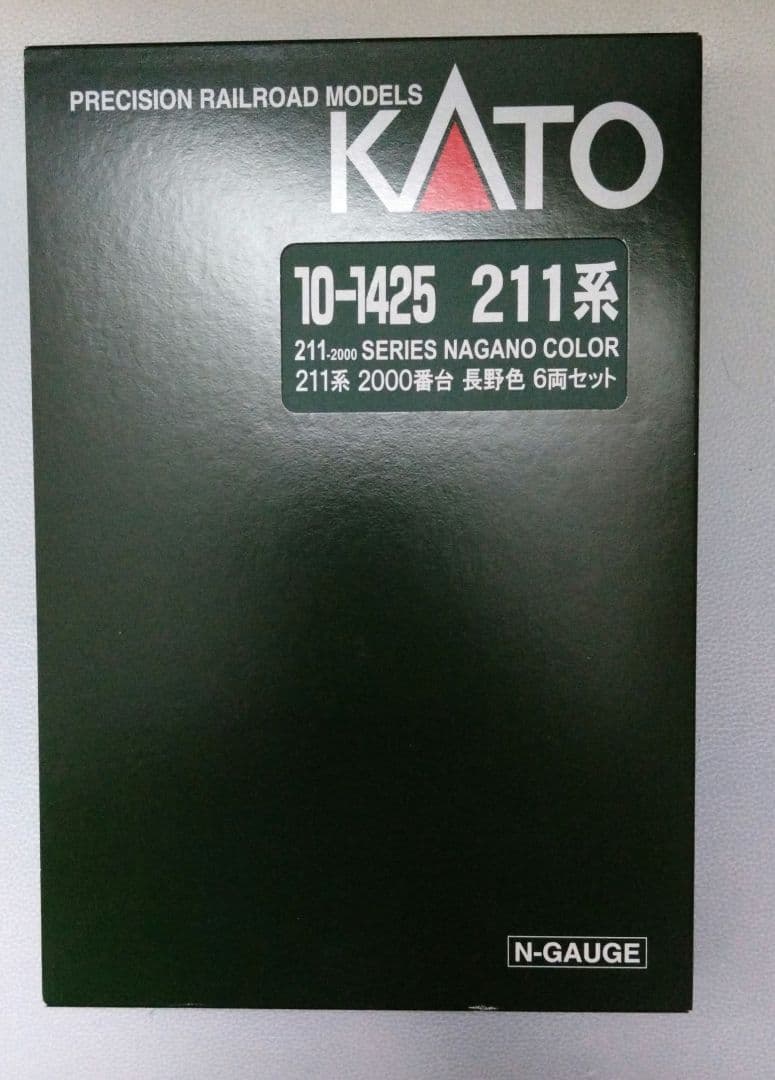 PRECISION RAILROAD MODELS
KATO
10-1425 211系
211-2000 SERIES NAGANO COLOR
211系 2000番台 長野色 6両セット
N-GAUGE